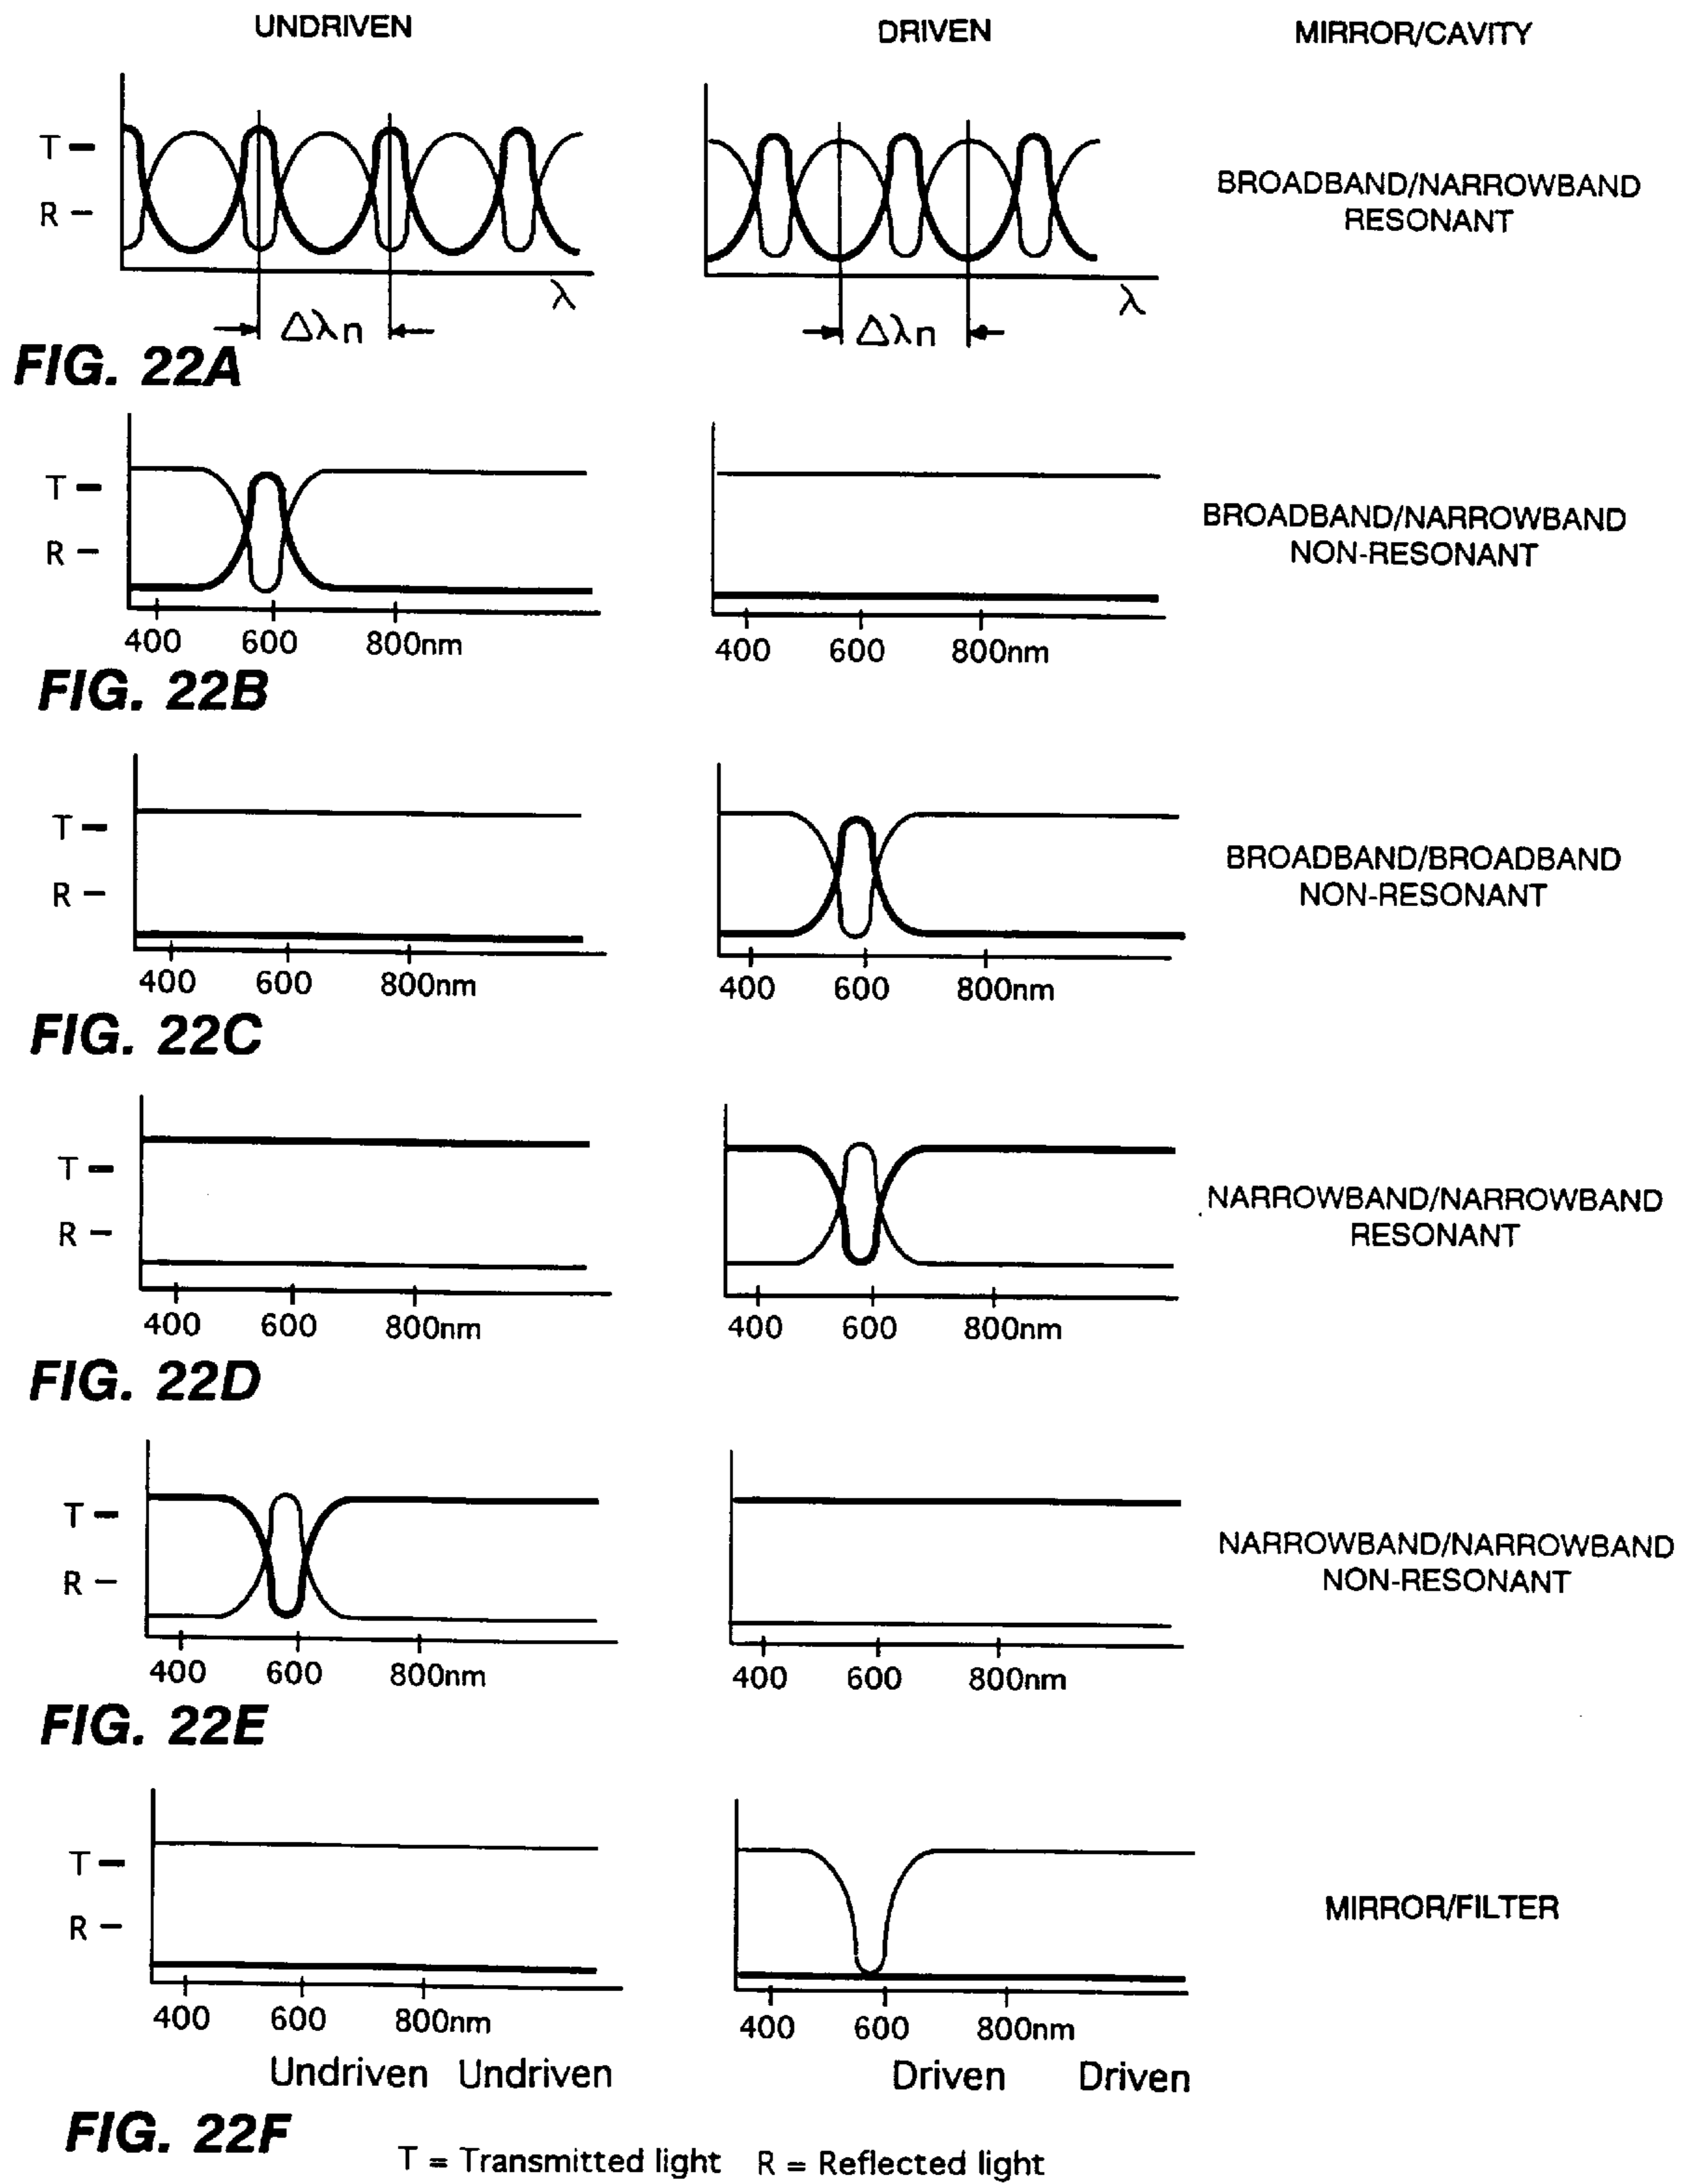 UNDRIVEN
DRIVEN
MIRROR/CAVITY
T
R
λ
Δλn
λ
Δλn
BROADBAND/NARROWBAND
RESONANT
FIG. 22A
T
R
400 600 800nm
400 600 800nm
BROADBAND/NARROWBAND
NON-RESONANT
FIG. 22B
T
R
400 600 800nm
400 600 800nm
BROADBAND/BROADBAND
NON-RESONANT
FIG. 22C
T
R
400 600 800nm
400 600 800nm
NARROWBAND/NARROWBAND
RESONANT
FIG. 22D
T
R
400 600 800nm
400 600 800nm
NARROWBAND/NARROWBAND
NON-RESONANT
FIG. 22E
T
R
400 600 800nm
400 600 800nm
MIRROR/FILTER
Undriven Undriven
Driven Driven
FIG. 22F
T = Transmitted light R = Reflected light